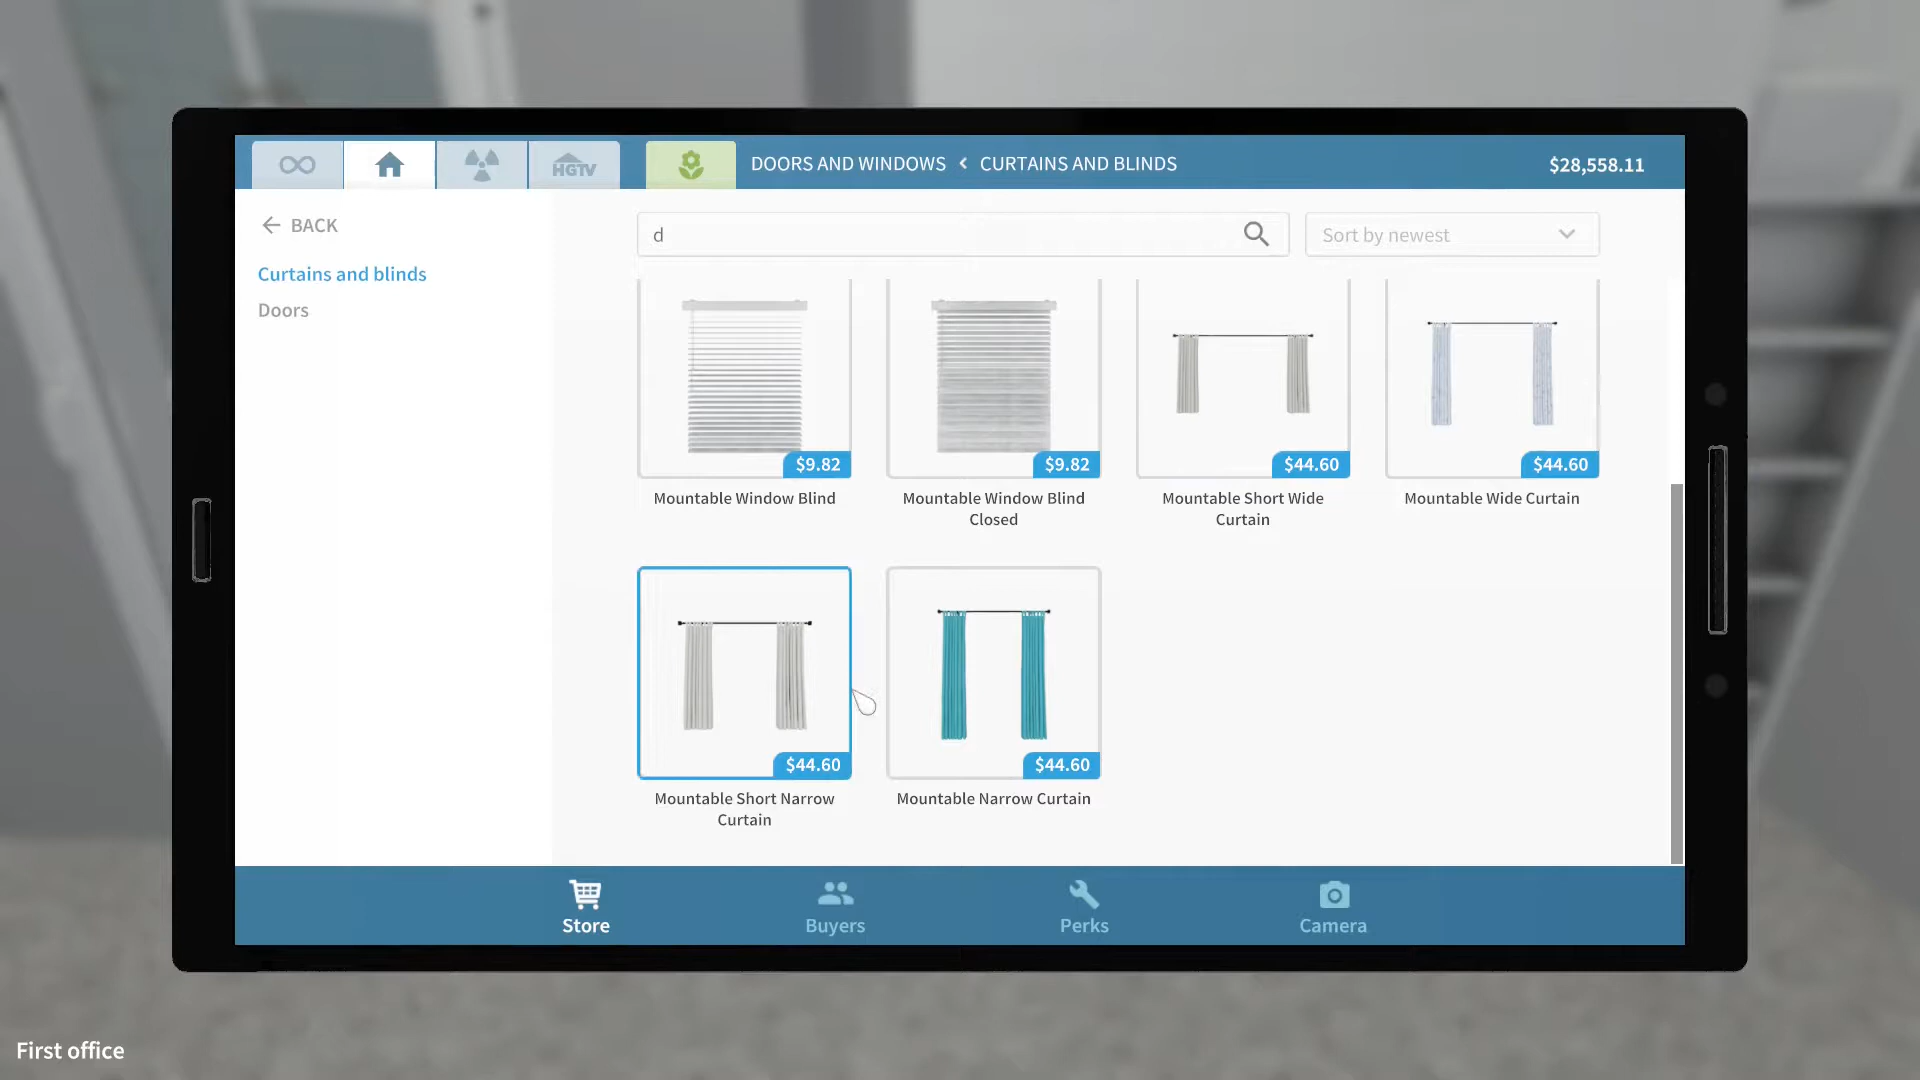 HGTV
DOORS AND WINDOWS < CURTAINS AND BLINDS
$28,558.11
BACK
d
Sort by newest
Curtains and blinds
Doors
$9.82
$9.82
$44.60
$44.60
Mountable Window Blind
Mountable Window Blind
Closed
Mountable Short Wide
Curtain
Mountable Wide Curtain
$44.60
$44.60
Mountable Short Narrow
Curtain
Mountable Narrow Curtain
Store
Buyers
Perks
Camera
First office